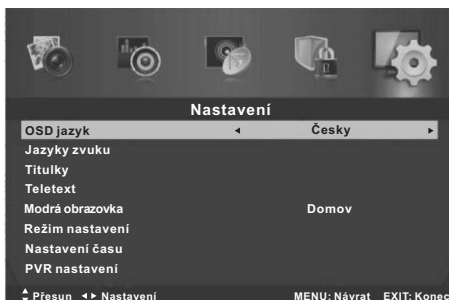 Nastavení
OSD jazyk Česky
Jazyky zvuku
Titulky
Teletext
Modrá obrazovka Domov
Režim nastavení
Nastavení času
PVR nastavení
Přesun Nastavení MENU: Návrat EXIT: Konec